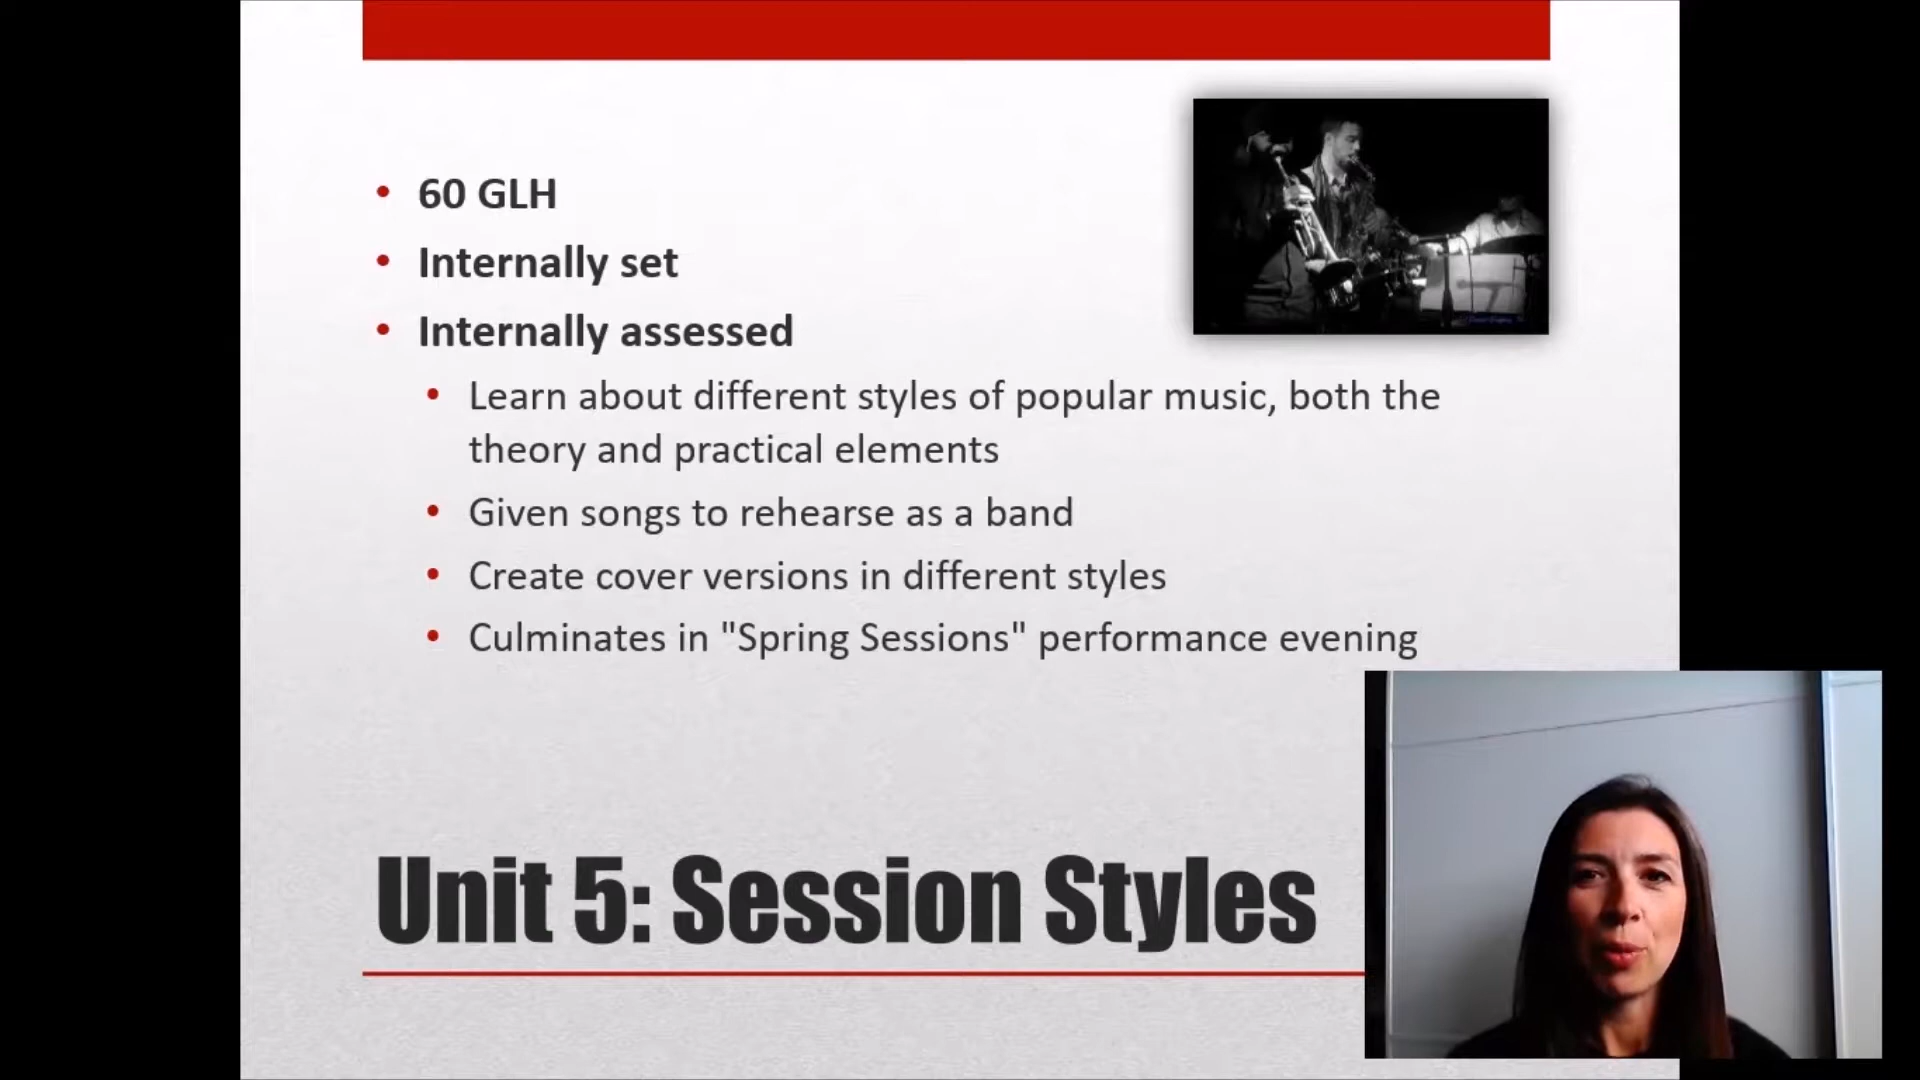 60 GLH
Internally set
Internally assessed
Learn about different styles of popular music, both the
theory and practical elements
Given songs to rehearse as a band
Create cover versions in different styles
Culminates in "Spring Sessions" performance evening
Unit 5: Session Styles